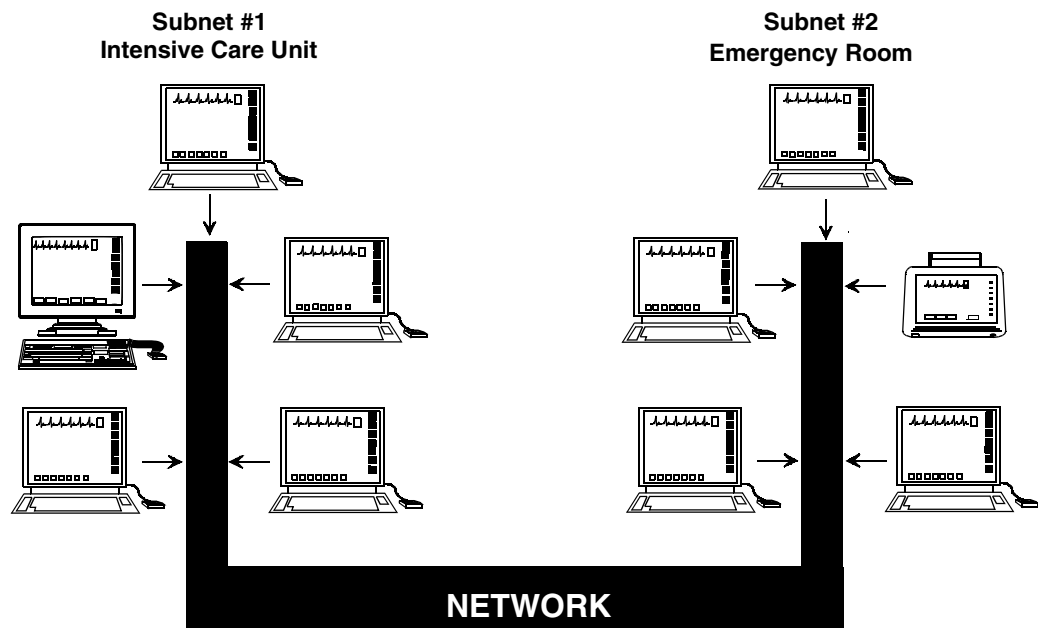 Subnet #1
Intensive Care Unit
Subnet #2
Emergency Room
NETWORK